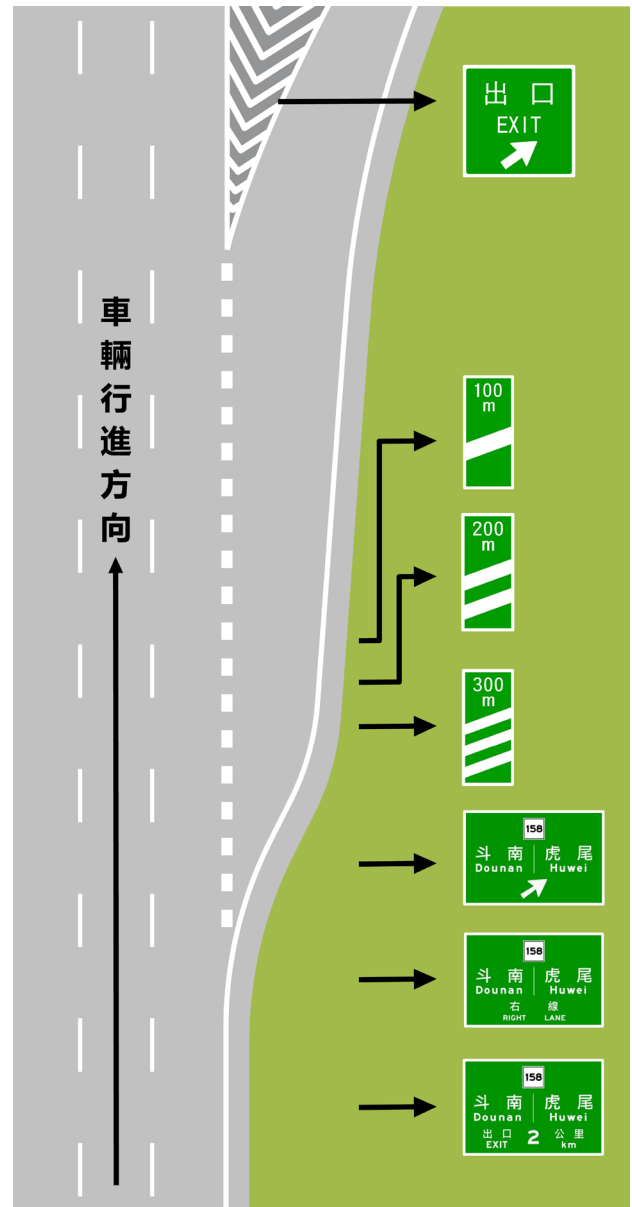 出口
EXIT
車輛行進方向
100
m
200
m
300
m
158
斗南 虎尾
Dounan Huwei
158
斗南 虎尾
Dounan Huwei
右線
RIGHT LANE
158
斗南 虎尾
Dounan Huwei
出口 2 公里
EXIT km